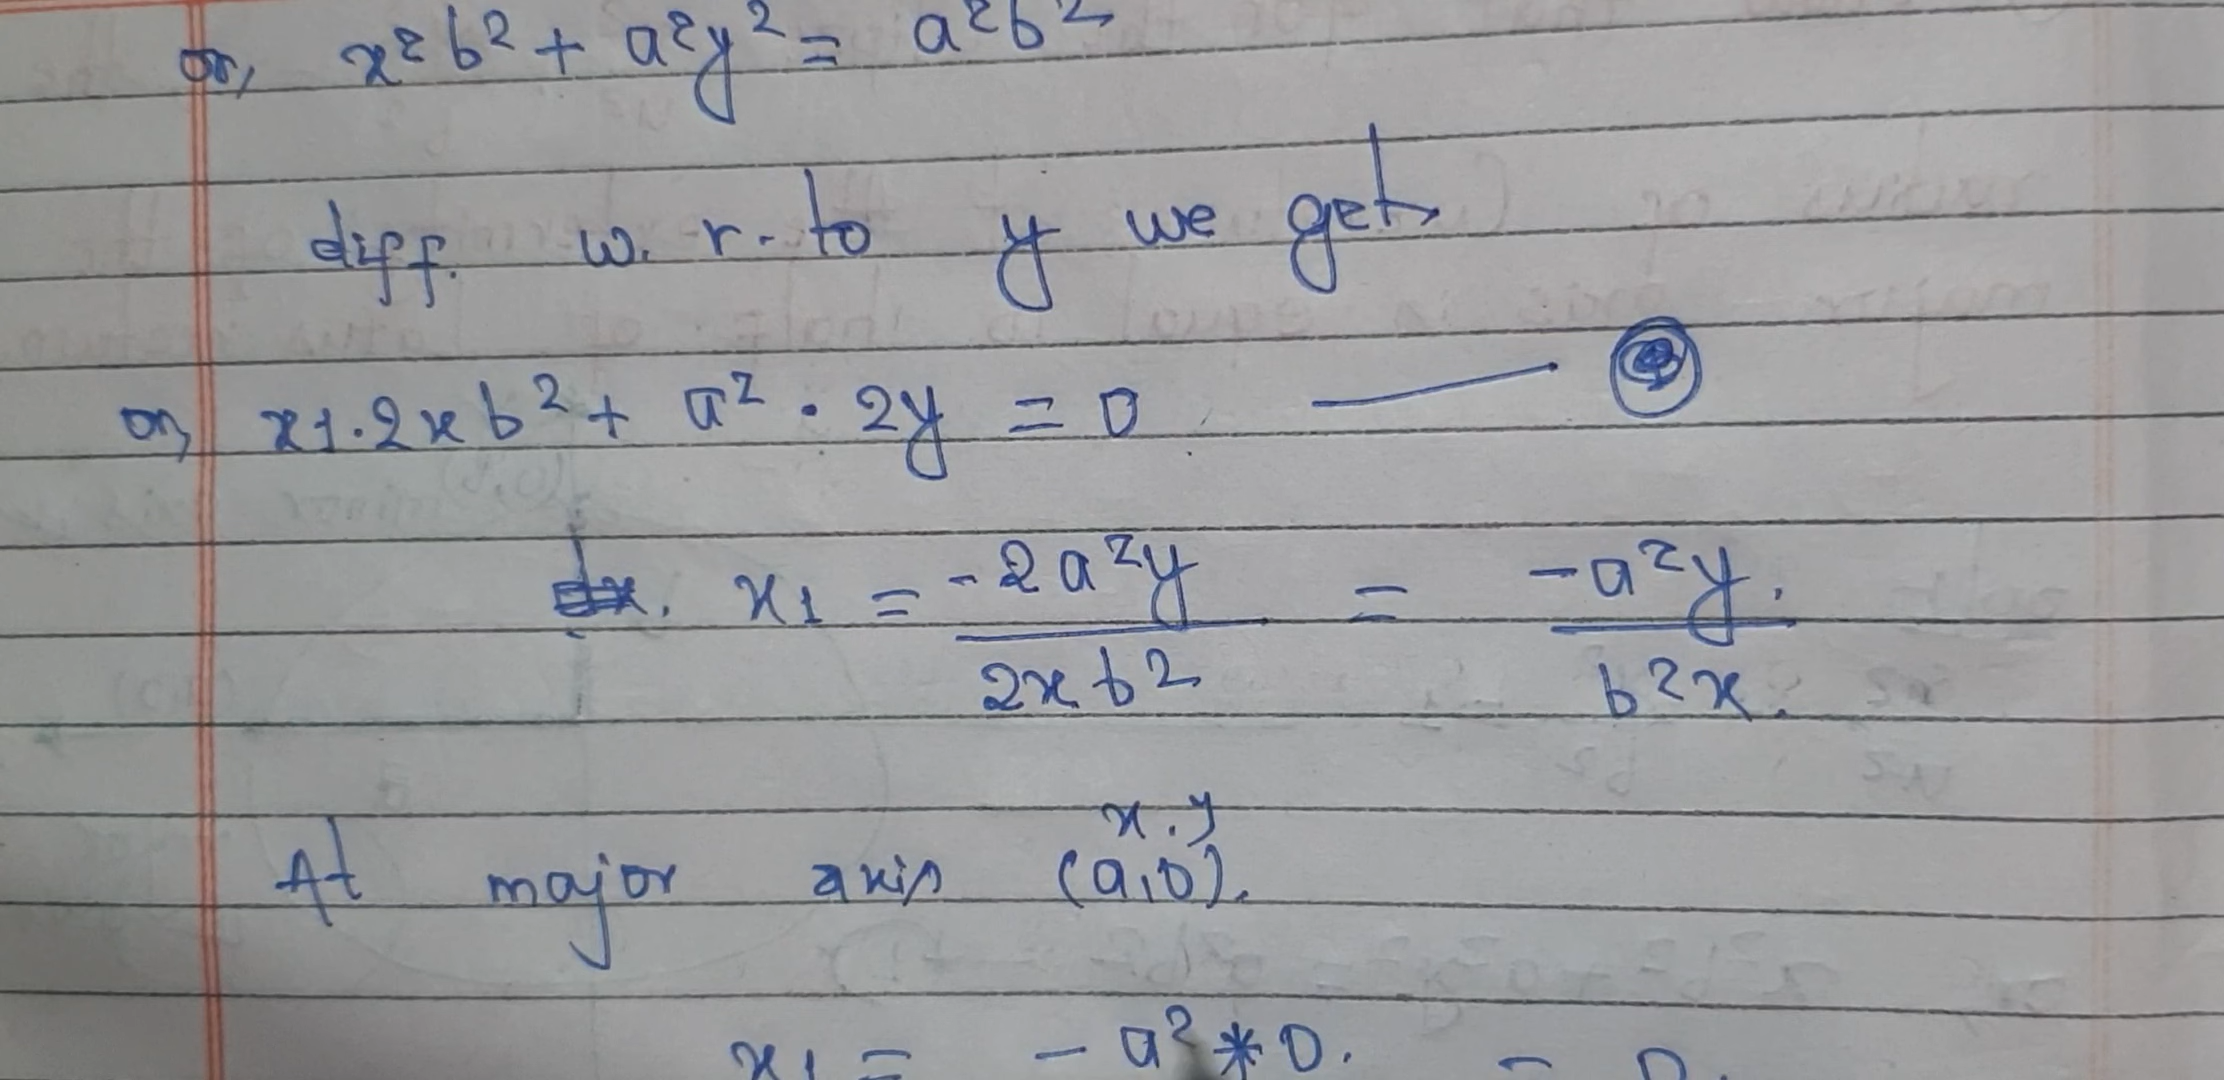 or, x²b² + a²y² = a²b²
diff. w. r. to y we get,
or, x1.2xb² + a² . 2y = 0
x1 = -2a²y / 2xb² = -a²y. / b²x.
x . y
At major axis (a,0).
x1 = - a² * 0. = 0.